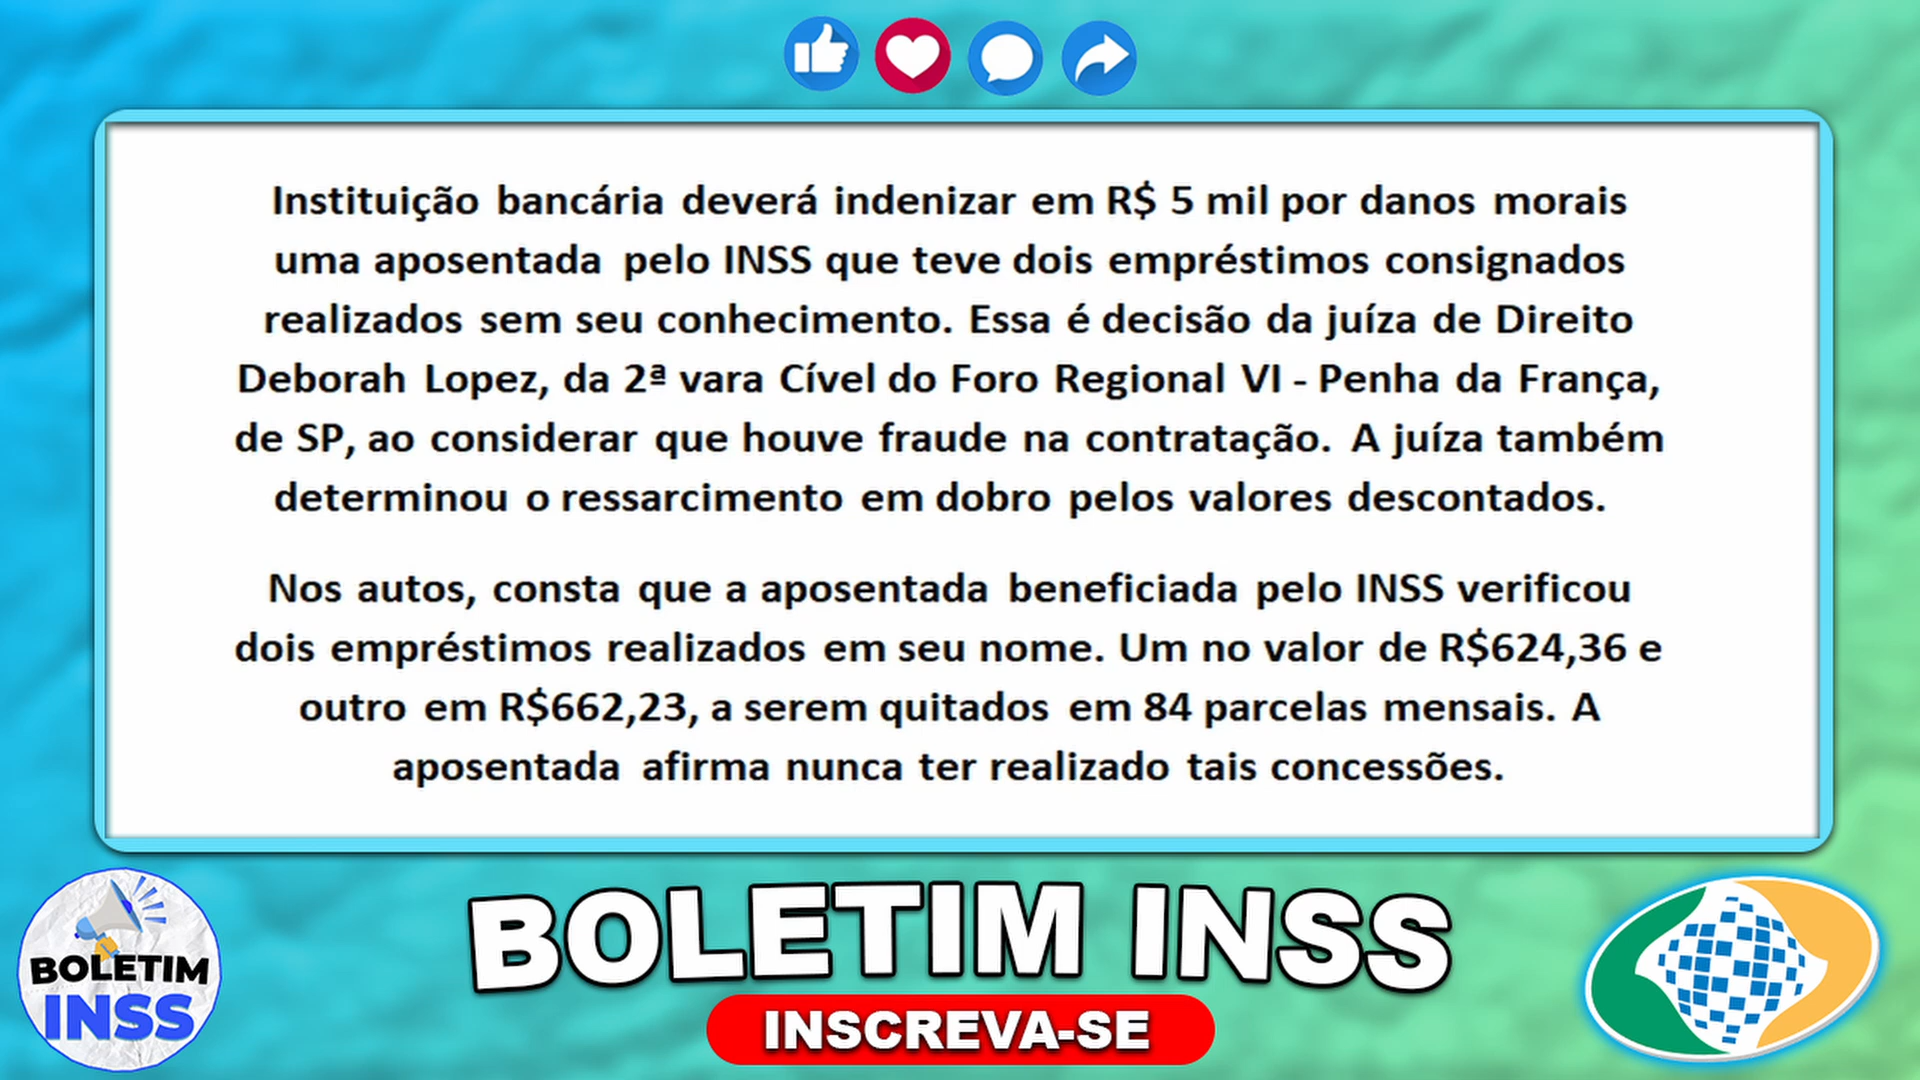 Instituição bancária deverá indenizar em R$ 5 mil por danos morais
uma aposentada pelo INSS que teve dois empréstimos consignados
realizados sem seu conhecimento. Essa é decisão da juíza de Direito
Deborah Lopez, da 2ª vara Cível do Foro Regional VI - Penha da França,
de SP, ao considerar que houve fraude na contratação. A juíza também
determinou o ressarcimento em dobro pelos valores descontados.
Nos autos, consta que a aposentada beneficiada pelo INSS verificou
dois empréstimos realizados em seu nome. Um no valor de R$624,36 e
outro em R$662,23, a serem quitados em 84 parcelas mensais. A
aposentada afirma nunca ter realizado tais concessões.
BOLETIM INSS
INSCREVA-SE
BOLETIM
INSS